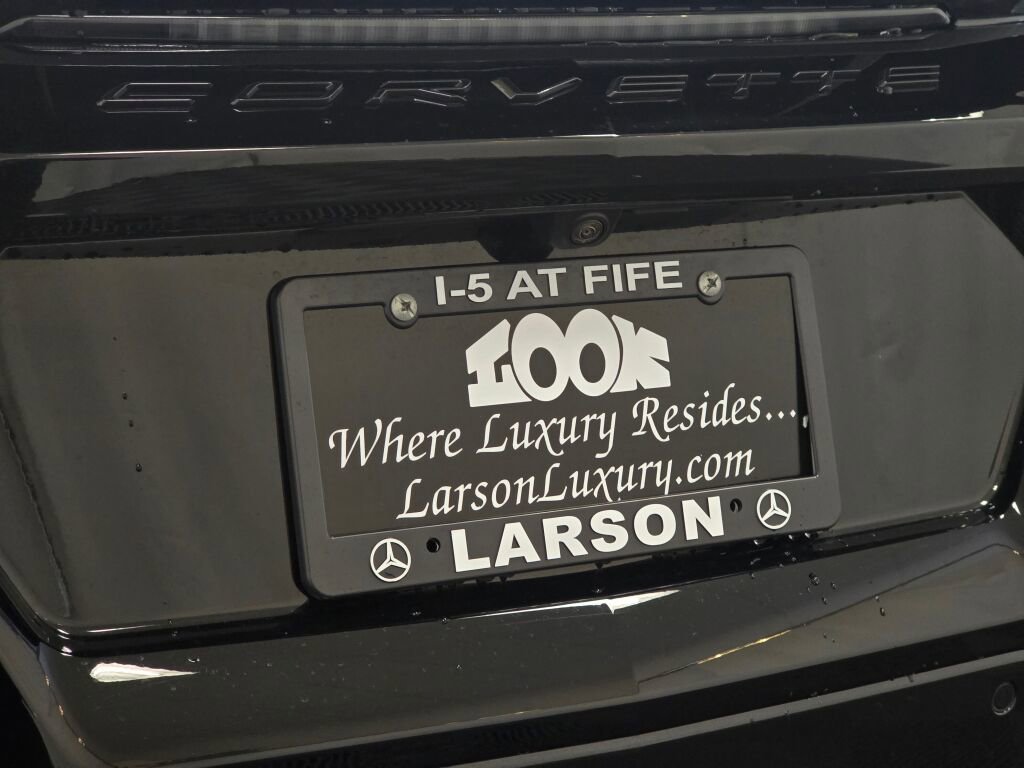 CORVETTE
I-5 AT FIFE
LOOK
Where Luxury Resides...
LarsonLuxury.com
LARSON